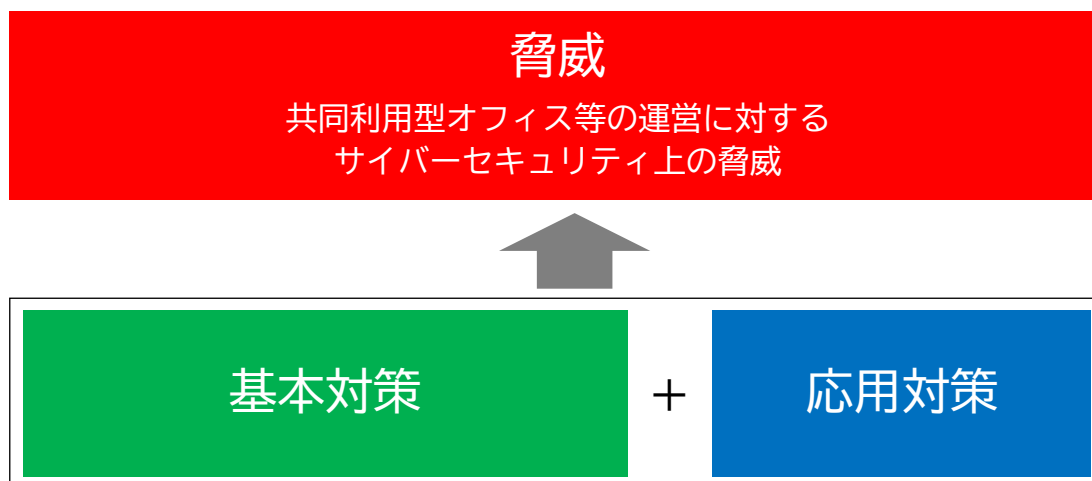 脅威
共同利用型オフィス等の運営に対する
サイバーセキュリティ上の脅威
基本対策
+
応用対策